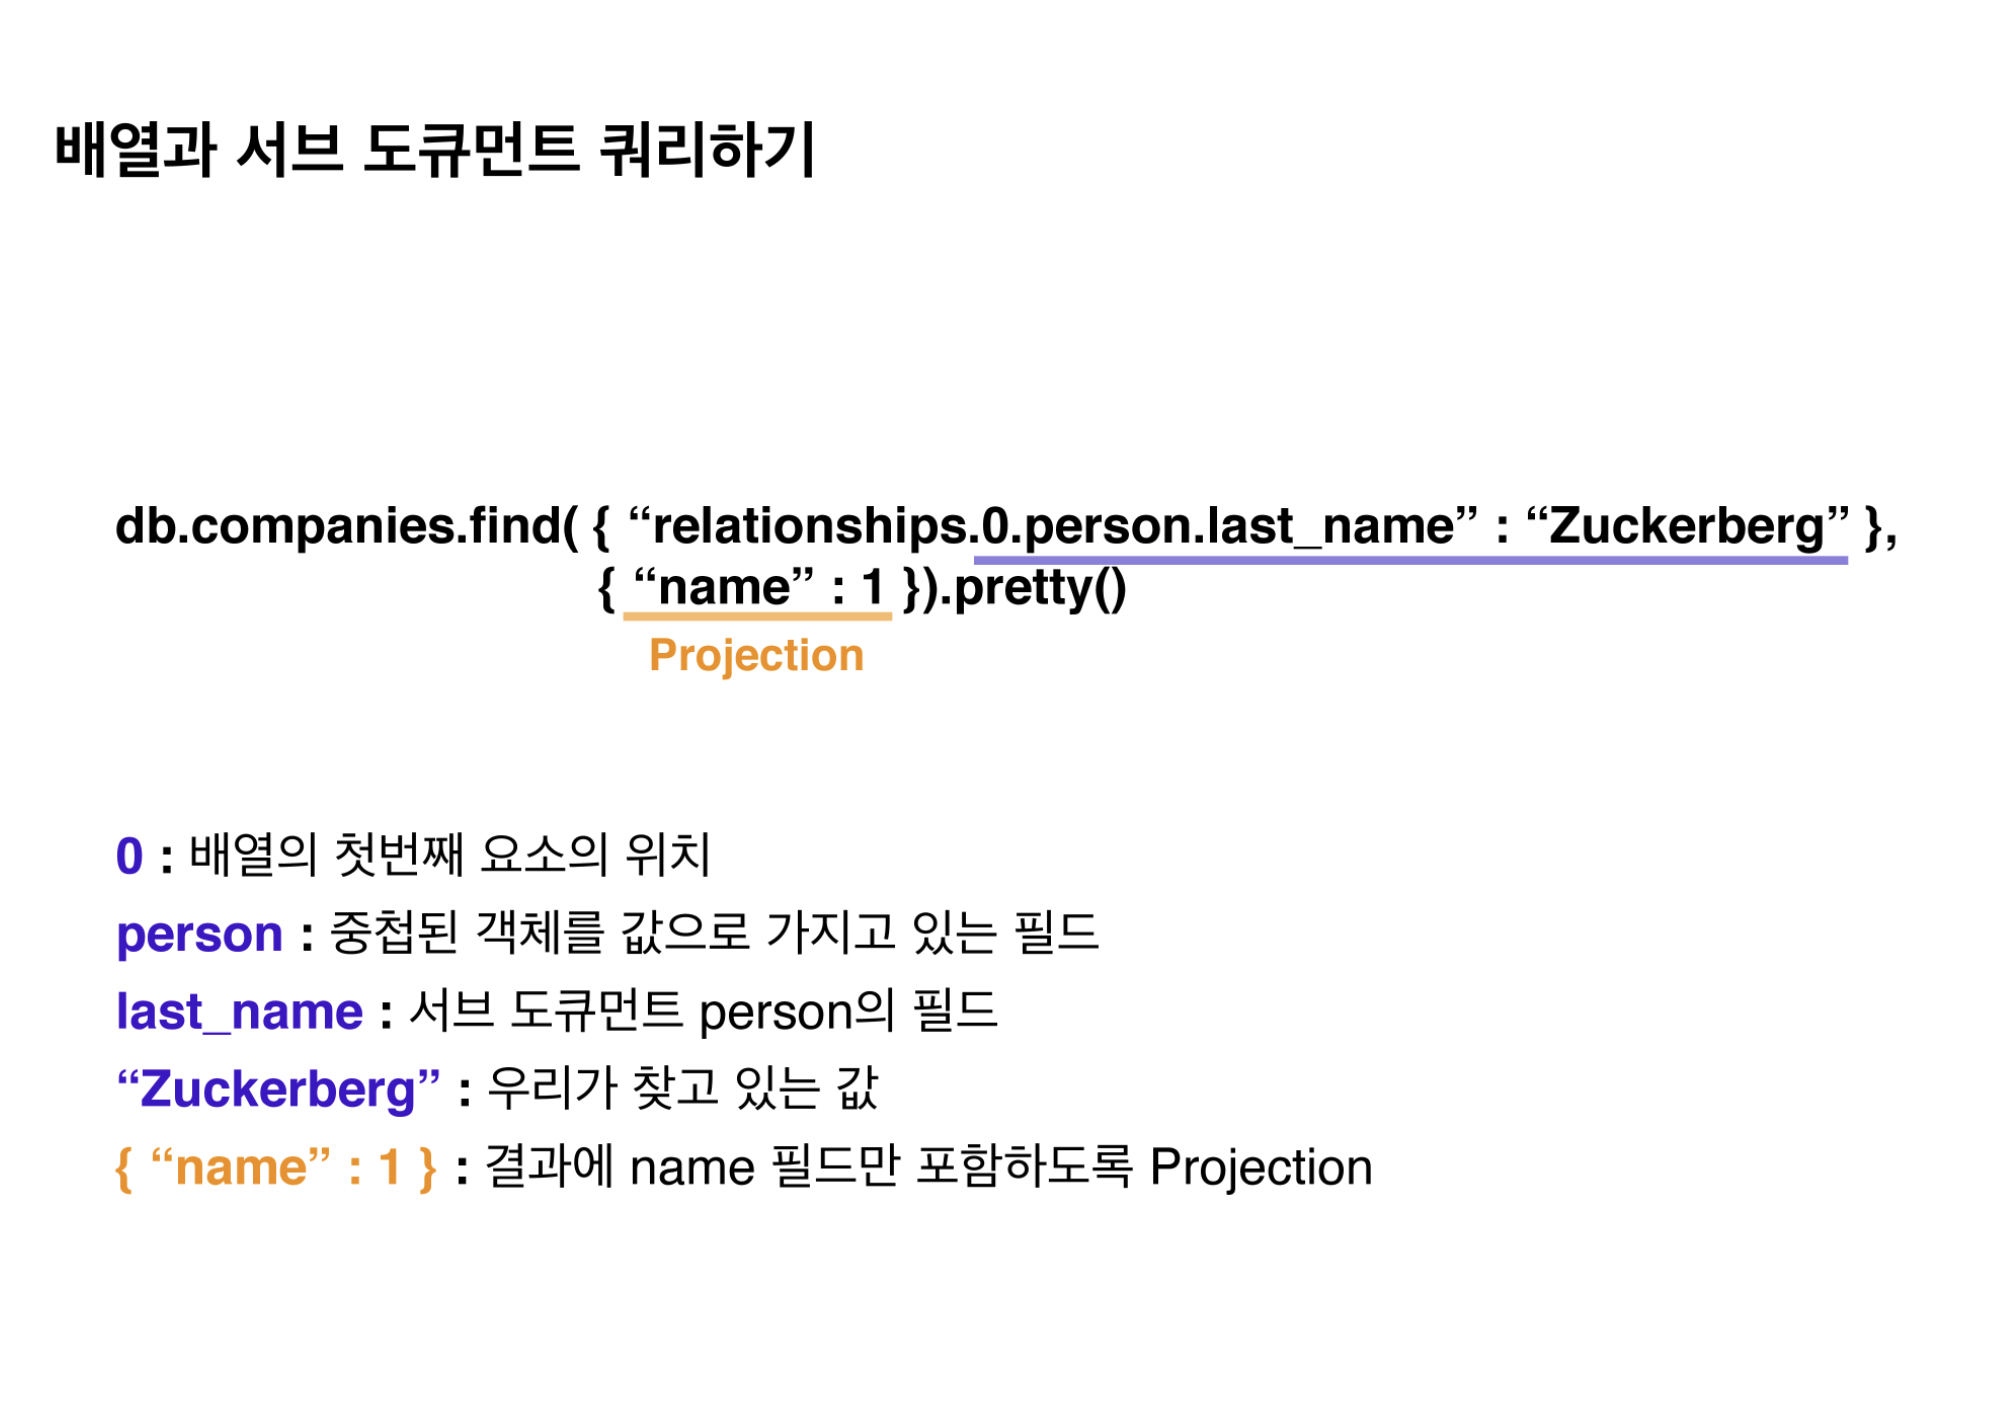 배열과 서브 도큐먼트 쿼리하기
db.companies.find( { “relationships.0.person.last_name” : “Zuckerberg” },
{ “name” : 1 }).pretty()
Projection
0 : 배열의 첫번째 요소의 위치
person : 중첩된 객체를 값으로 가지고 있는 필드
last_name : 서브 도큐먼트 person의 필드
“Zuckerberg” : 우리가 찾고 있는 값
{ “name” : 1 } : 결과에 name 필드만 포함하도록 Projection